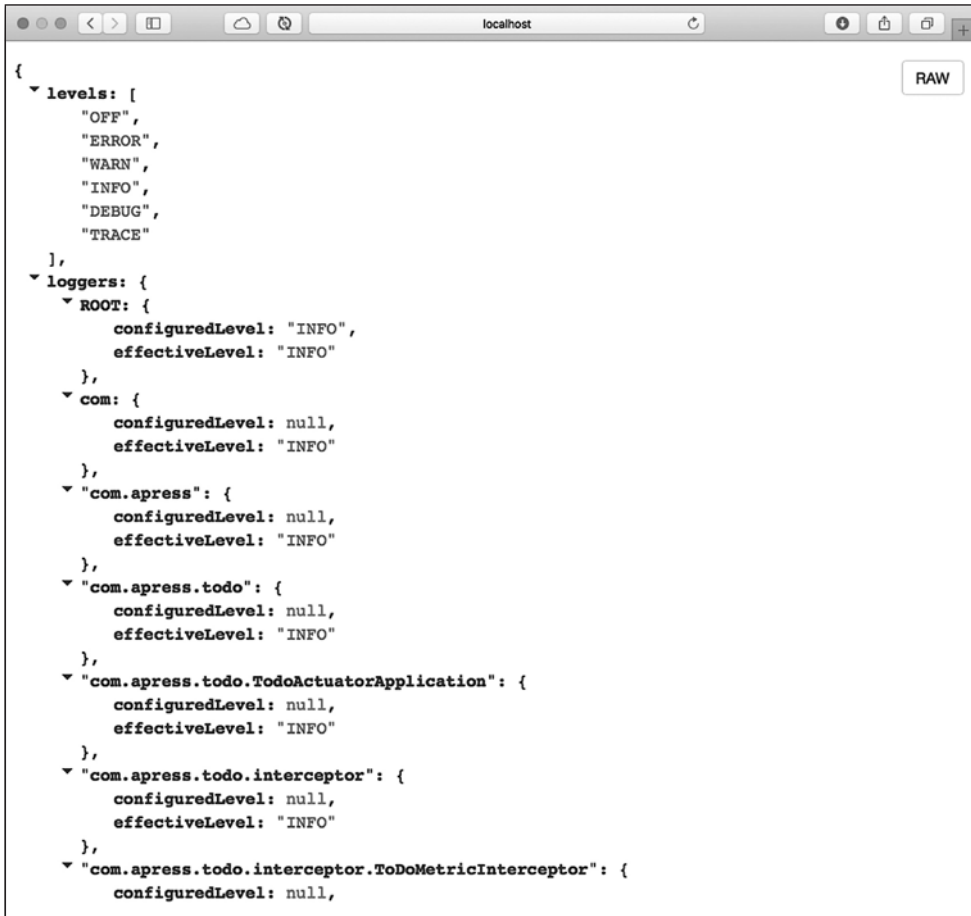 localhost
RAW
{
levels: [
"OFF",
"ERROR",
"WARN",
"INFO",
"DEBUG",
"TRACE"
],
loggers: {
ROOT: {
configuredLevel: "INFO",
effectiveLevel: "INFO"
},
com: {
configuredLevel: null,
effectiveLevel: "INFO"
},
"com.apress": {
configuredLevel: null,
effectiveLevel: "INFO"
},
"com.apress.todo": {
configuredLevel: null,
effectiveLevel: "INFO"
},
"com.apress.todo.TodoActuatorApplication": {
configuredLevel: null,
effectiveLevel: "INFO"
},
"com.apress.todo.interceptor": {
configuredLevel: null,
effectiveLevel: "INFO"
},
"com.apress.todo.interceptor.ToDoMetricInterceptor": {
configuredLevel: null,